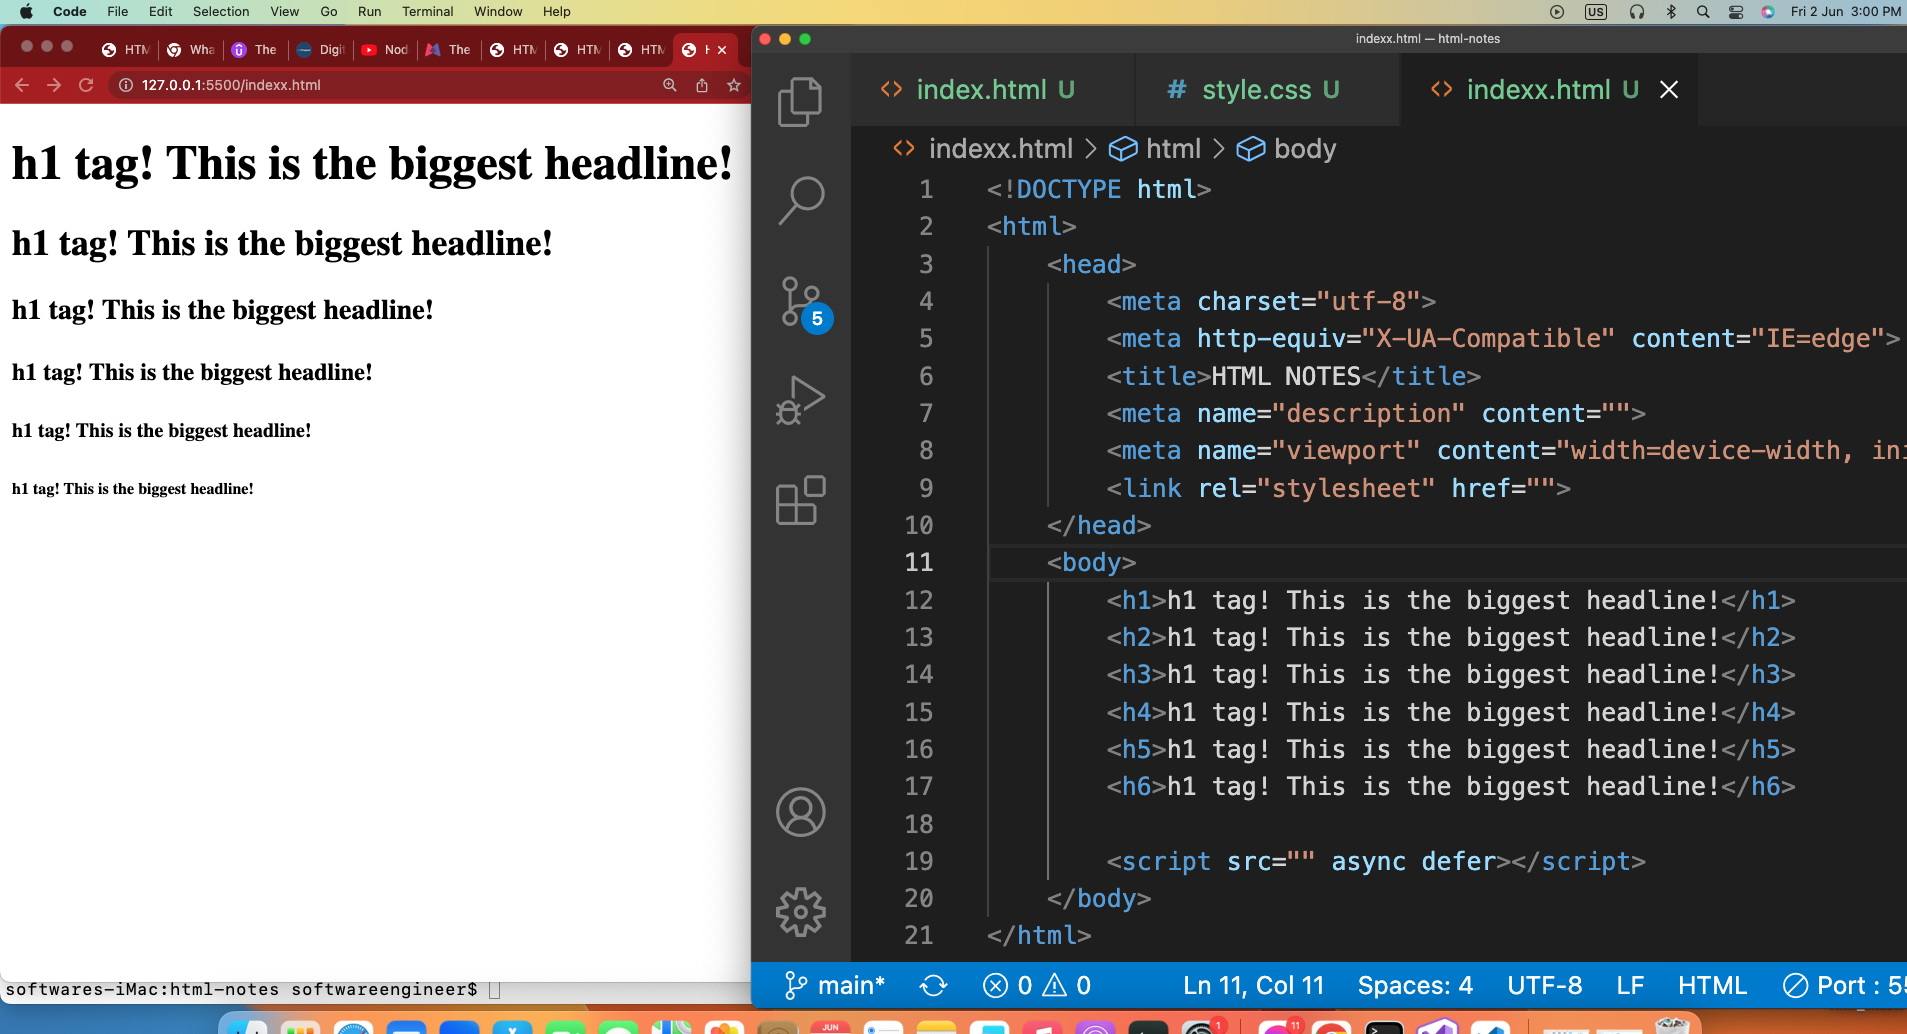 Code File Edit Selection View Go Run Terminal Window Help
US Fri 2 Jun 3:00 PM
HTM Wha The Digit Nod The HTM HTM HTM
127.0.0.1:5500/indexx.html
h1 tag! This is the biggest headline!
h1 tag! This is the biggest headline!
h1 tag! This is the biggest headline!
h1 tag! This is the biggest headline!
h1 tag! This is the biggest headline!
h1 tag! This is the biggest headline!
softwares-iMac:html-notes softwareengineer$
indexx.html — html-notes
index.html U # style.css U indexx.html U
indexx.html > html > body
5
1 <!DOCTYPE html>
2 <html>
3 <head>
4 <meta charset="utf-8">
5 <meta http-equiv="X-UA-Compatible" content="IE=edge">
6 <title>HTML NOTES</title>
7 <meta name="description" content="">
8 <meta name="viewport" content="width=device-width, ini
9 <link rel="stylesheet" href="">
10 </head>
11 <body>
12 <h1>h1 tag! This is the biggest headline!</h1>
13 <h2>h1 tag! This is the biggest headline!</h2>
14 <h3>h1 tag! This is the biggest headline!</h3>
15 <h4>h1 tag! This is the biggest headline!</h4>
16 <h5>h1 tag! This is the biggest headline!</h5>
17 <h6>h1 tag! This is the biggest headline!</h6>
18
19 <script src="" async defer></script>
20 </body>
21 </html>
main* 0 0 Ln 11, Col 11 Spaces: 4 UTF-8 LF HTML Port : 55
JUN 1 11